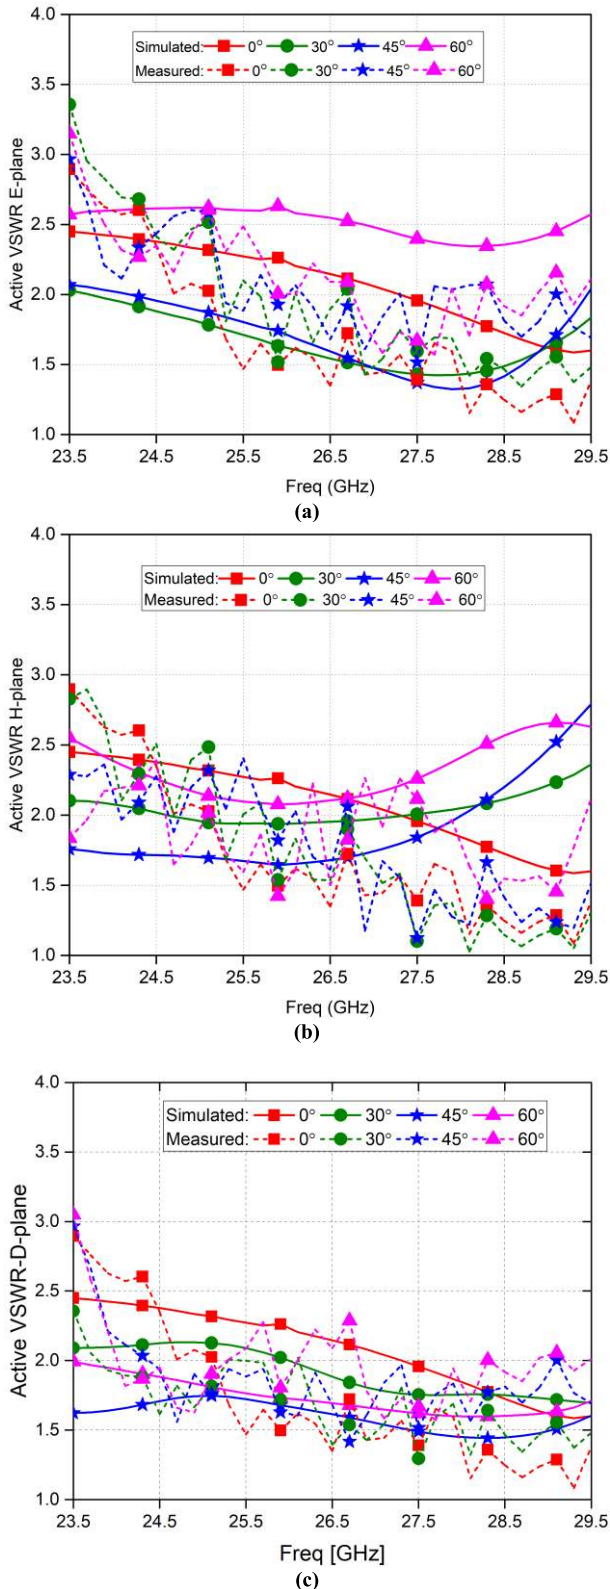 4.0
Simulated: 0° 30° 45° 60°
Measured: 0° 30° 45° 60°
3.5
3.0
2.5
2.0
1.5
1.0
Active VSWR E-plane
23.5 24.5 25.5 26.5 27.5 28.5 29.5
Freq (GHz)
(a)
4.0
Simulated: 0° 30° 45° 60°
Measured: 0° 30° 45° 60°
3.5
3.0
2.5
2.0
1.5
1.0
Active VSWR H-plane
23.5 24.5 25.5 26.5 27.5 28.5 29.5
Freq (GHz)
(b)
4.0
Simulated: 0° 30° 45° 60°
Measured: 0° 30° 45° 60°
3.5
3.0
2.5
2.0
1.5
1.0
Active VSWR-D-plane
23.5 24.5 25.5 26.5 27.5 28.5 29.5
Freq [GHz]
(c)